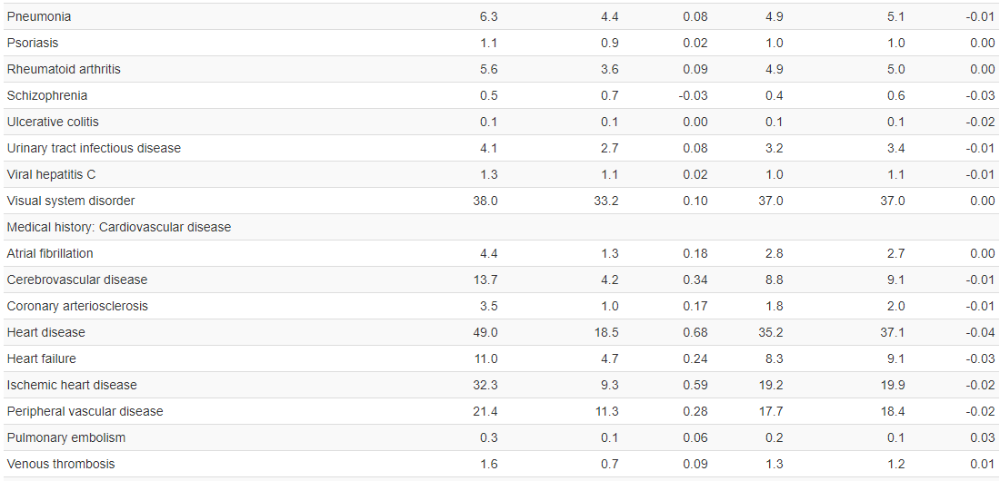 Pneumonia 6.3 4.4 0.08 4.9 5.1 -0.01
Psoriasis 1.1 0.9 0.02 1.0 1.0 0.00
Rheumatoid arthritis 5.6 3.6 0.09 4.9 5.0 0.00
Schizophrenia 0.5 0.7 -0.03 0.4 0.6 -0.03
Ulcerative colitis 0.1 0.1 0.00 0.1 0.1 -0.02
Urinary tract infectious disease 4.1 2.7 0.08 3.2 3.4 -0.01
Viral hepatitis C 1.3 1.1 0.02 1.0 1.1 -0.01
Visual system disorder 38.0 33.2 0.10 37.0 37.0 0.00
Medical history: Cardiovascular disease
Atrial fibrillation 4.4 1.3 0.18 2.8 2.7 0.00
Cerebrovascular disease 13.7 4.2 0.34 8.8 9.1 -0.01
Coronary arteriosclerosis 3.5 1.0 0.17 1.8 2.0 -0.01
Heart disease 49.0 18.5 0.68 35.2 37.1 -0.04
Heart failure 11.0 4.7 0.24 8.3 9.1 -0.03
Ischemic heart disease 32.3 9.3 0.59 19.2 19.9 -0.02
Peripheral vascular disease 21.4 11.3 0.28 17.7 18.4 -0.02
Pulmonary embolism 0.3 0.1 0.06 0.2 0.1 0.03
Venous thrombosis 1.6 0.7 0.09 1.3 1.2 0.01